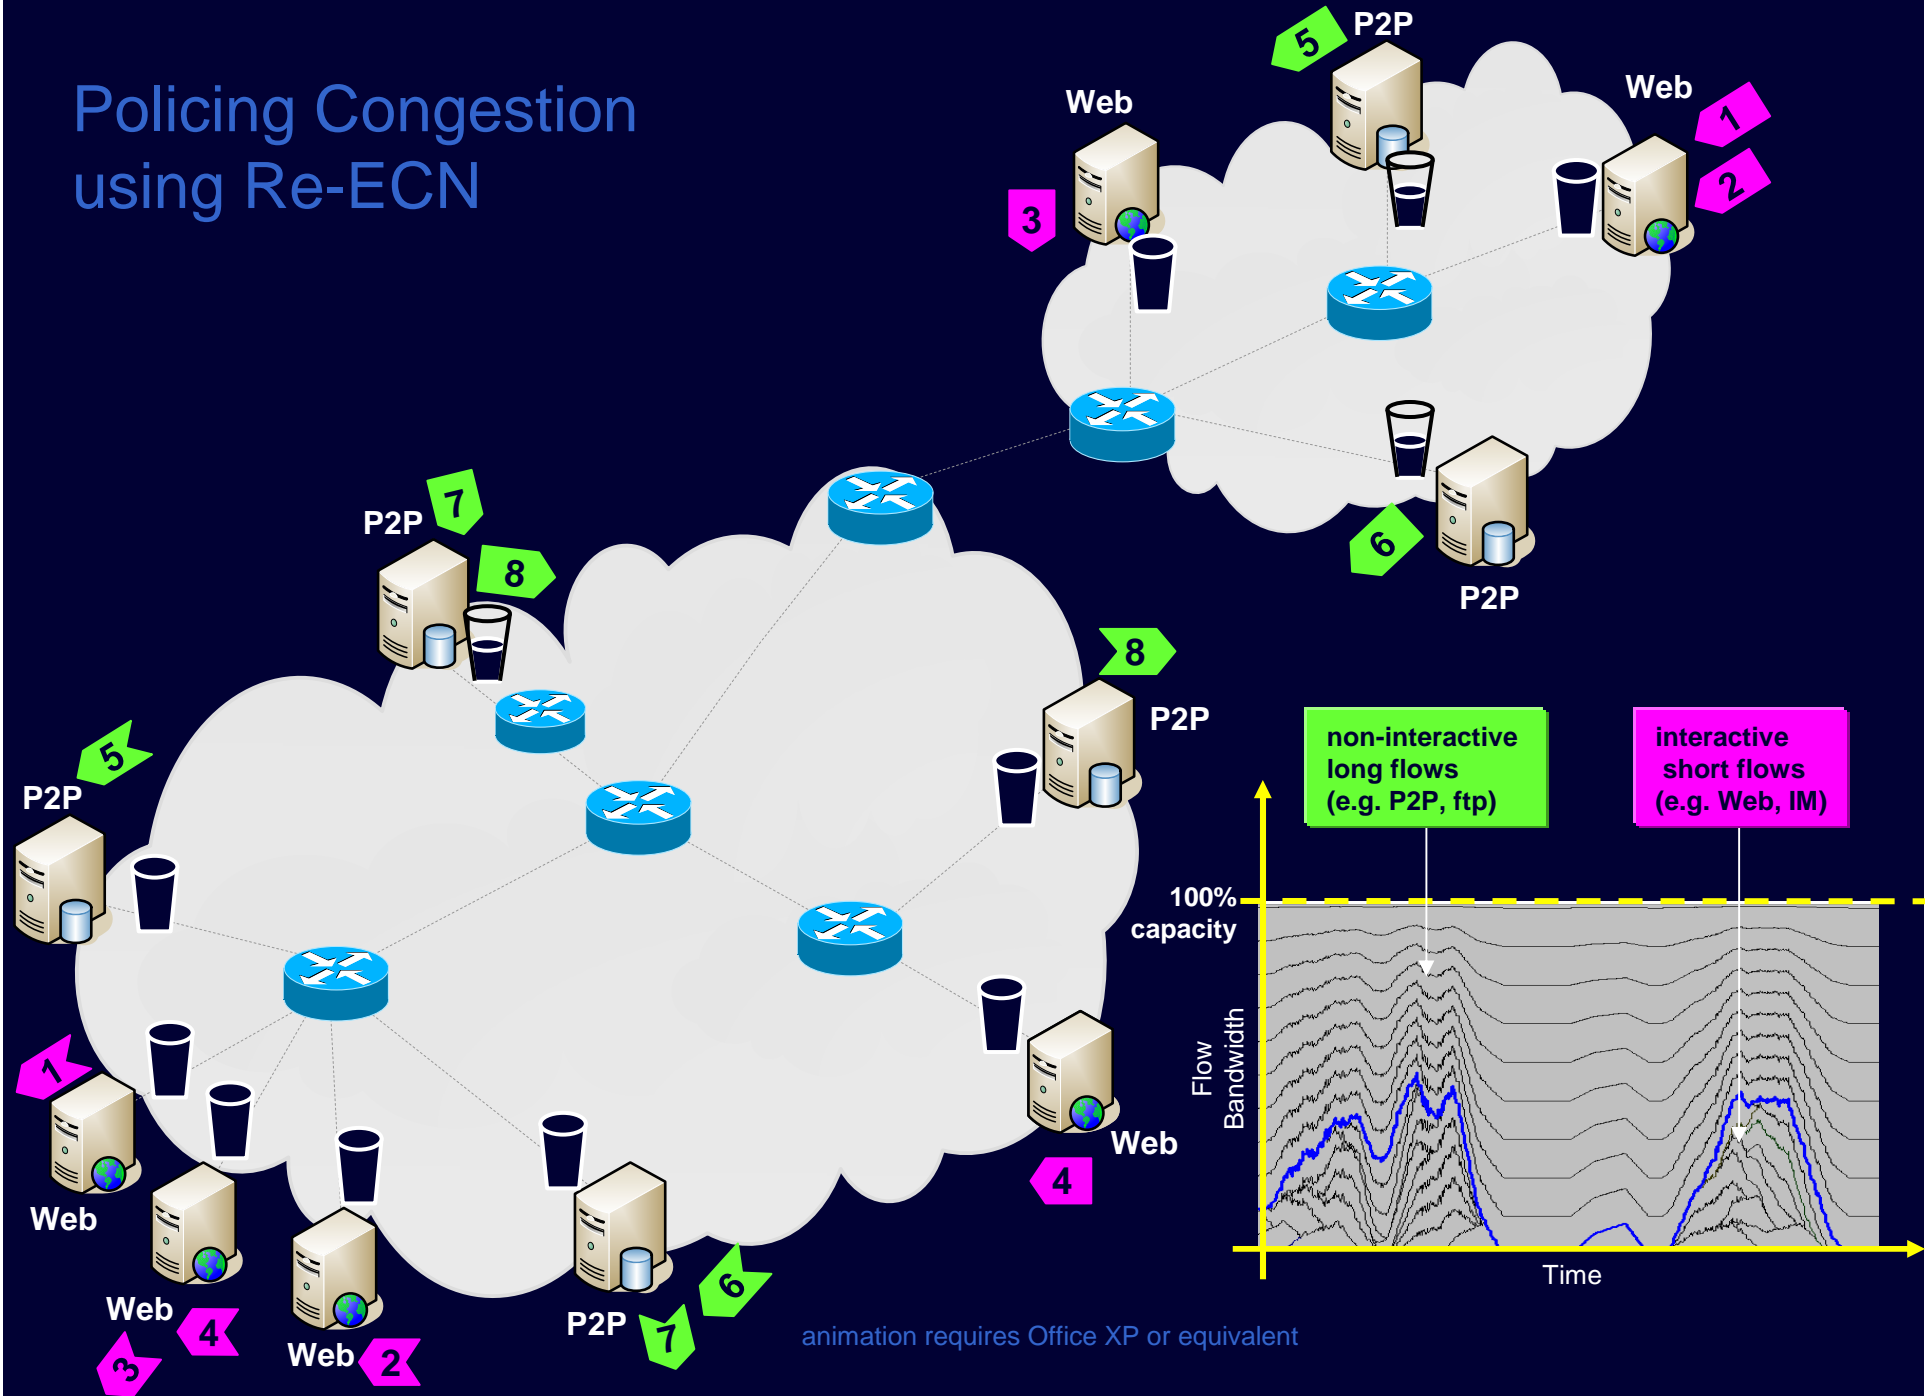 Policing Congestion
using Re-ECN
5
P2P
Web
1
2
Web
3
6
P2P
7
P2P
8
8
P2P
5
P2P
1
Web
Web
4
3
Web
2
P2P
7
6
Web
4
non-interactive
long flows
(e.g. P2P, ftp)
interactive
short flows
(e.g. Web, IM)
100%
capacity
Flow
Bandwidth
Time
animation requires Office XP or equivalent